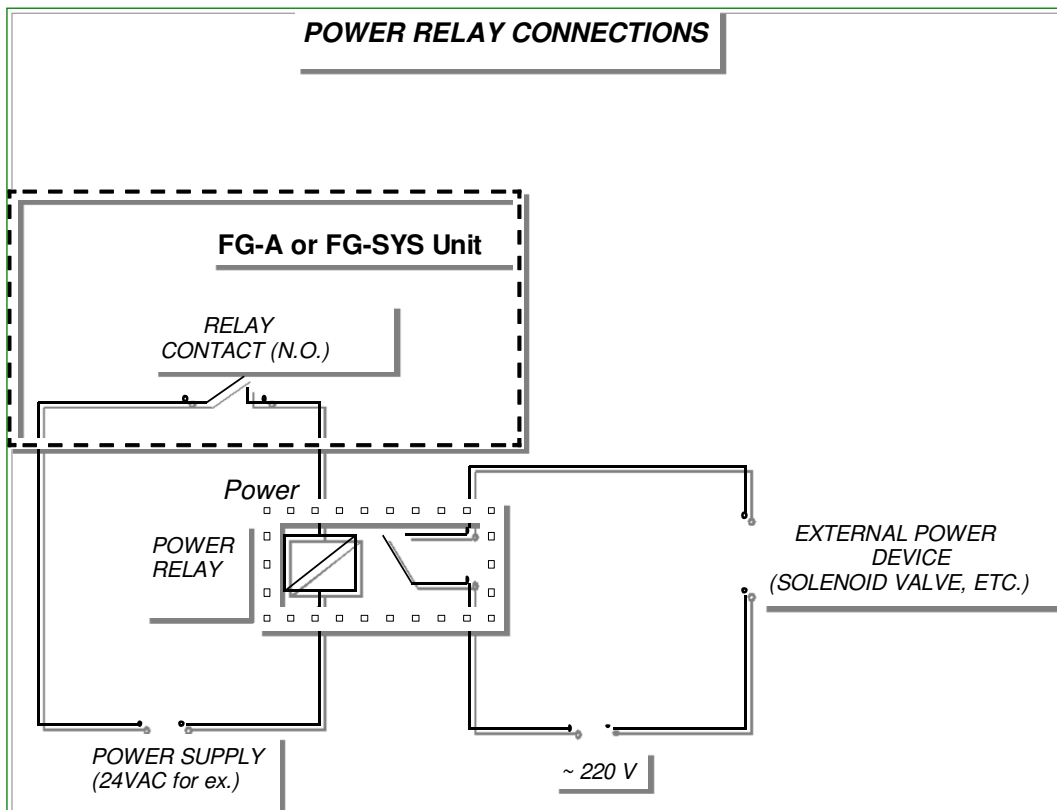 POWER RELAY CONNECTIONS
FG-A or FG-SYS Unit
RELAY
CONTACT (N.O.)
Power
POWER
RELAY
EXTERNAL POWER
DEVICE
(SOLENOID VALVE, ETC.)
POWER SUPPLY
(24VAC for ex.)
~ 220 V